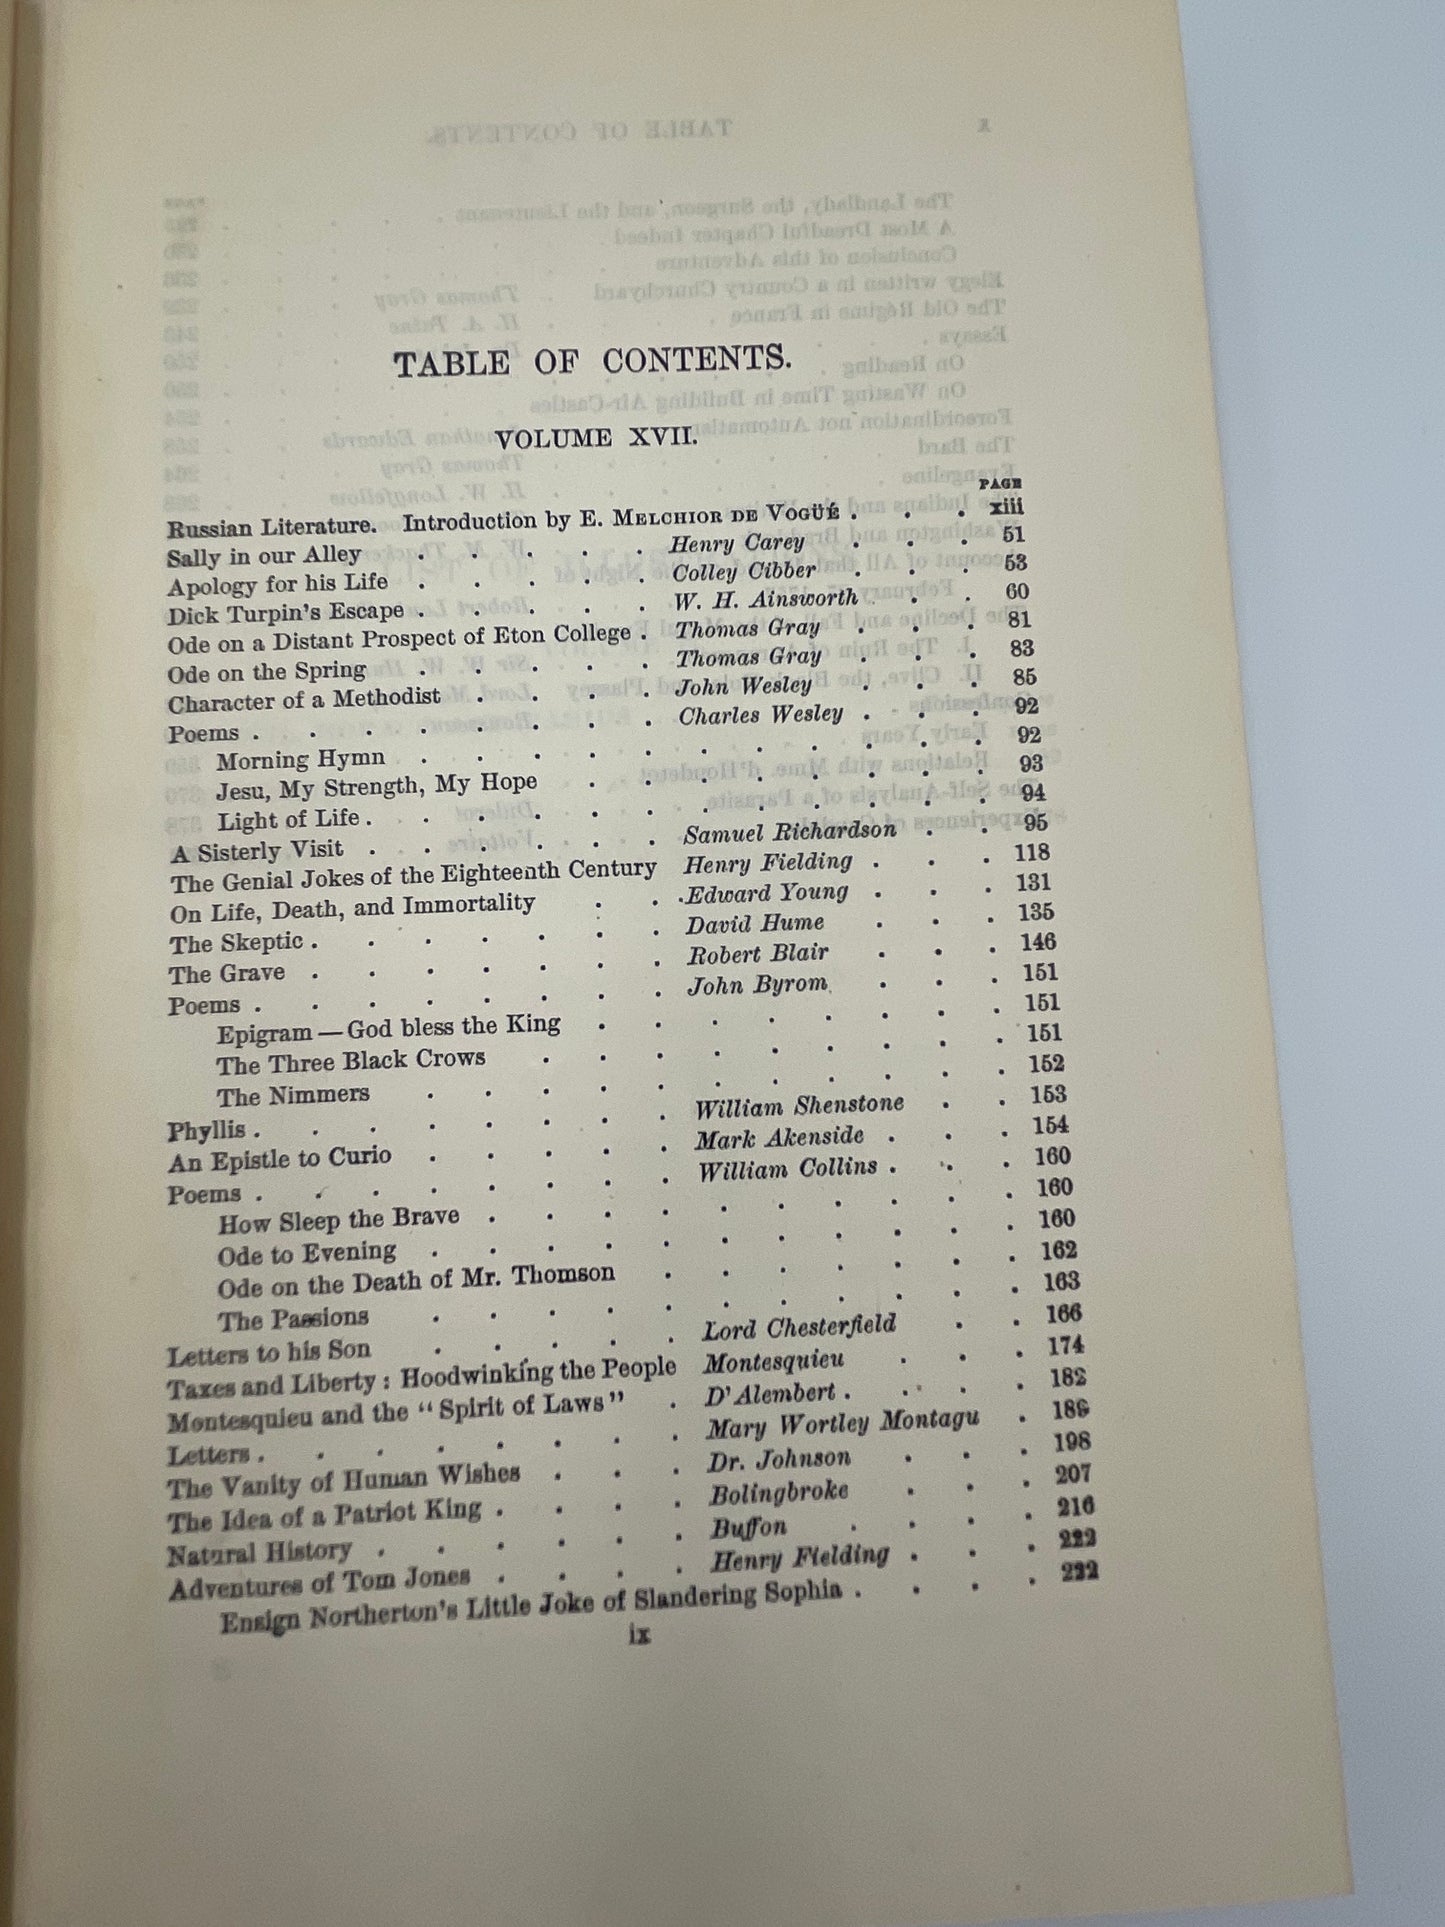 TABLE OF CONTENTS.
VOLUME XVII.
PAGE
Russian Literature. Introduction by E. MELCHIOR DE VOGÜÉ . . . xiii
Sally in our Alley . . . . . Henry Carey . . . 51
Apology for his Life . . . . . Colley Cibber . . . 53
Dick Turpin's Escape . . . . . W. H. Ainsworth . . . 60
Ode on a Distant Prospect of Eton College . Thomas Gray . . . 81
Ode on the Spring . . . . . Thomas Gray . . . 83
Character of a Methodist . . . . John Wesley . . . 85
Poems . . . . . . . . Charles Wesley . . . 92
Morning Hymn . . . . . . . . . . . 92
Jesu, My Strength, My Hope . . . . . . . . 93
Light of Life . . . . . . . . . . . . 94
A Sisterly Visit . . . . . . Samuel Richardson . . 95
The Genial Jokes of the Eighteenth Century Henry Fielding . . . 118
On Life, Death, and Immortality . . . Edward Young . . . 131
The Skeptic . . . . . . . David Hume . . . 135
The Grave . . . . . . . Robert Blair . . . 146
Poems . . . . . . . . John Byrom . . . 151
Epigram — God bless the King . . . . . . . . 151
The Three Black Crows . . . . . . . . . 151
The Nimmers . . . . . . . . . . . 152
Phyllis . . . . . . . . William Shenstone . . 153
An Epistle to Curio . . . . . Mark Akenside . . . 154
Poems . . . . . . . . William Collins . . . 160
How Sleep the Brave . . . . . . . . . . 160
Ode to Evening . . . . . . . . . . . 160
Ode on the Death of Mr. Thomson . . . . . . . 162
The Passions . . . . . . . . . . . 163
Letters to his Son . . . . . Lord Chesterfield . . 166
Taxes and Liberty : Hoodwinking the People Montesquieu . . . 174
Montesquieu and the "Spirit of Laws" . D'Alembert . . . . 182
Letters . . . . . . . . Mary Wortley Montagu . 186
The Vanity of Human Wishes . . . Dr. Johnson . . . 198
The Idea of a Patriot King . . . . Bolingbroke . . . 207
Natural History . . . . . . Buffon . . . . 216
Adventures of Tom Jones . . . . Henry Fielding . . . 222
Ensign Northerton's Little Joke of Slandering Sophia . . . . 222
ix